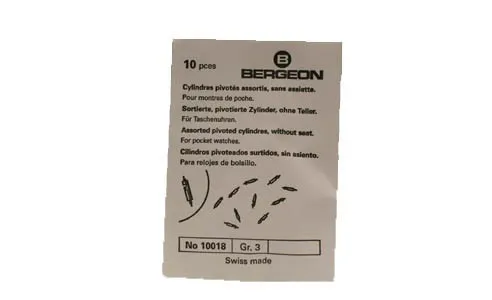 10 pces
B
BERGEON
Cylindres pivotés assortis, sans assiette.
Pour montres de poche.
Sortierte, pivotierte Zylinder, ohne Teller.
Für Taschenuhren.
Assorted pivoted cylindres, without seat.
For pocket watches.
Cilindros pivoteados surtidos, sin asiento.
Para relojes de bolsillo.
No 10018 Gr. 3
Swiss made